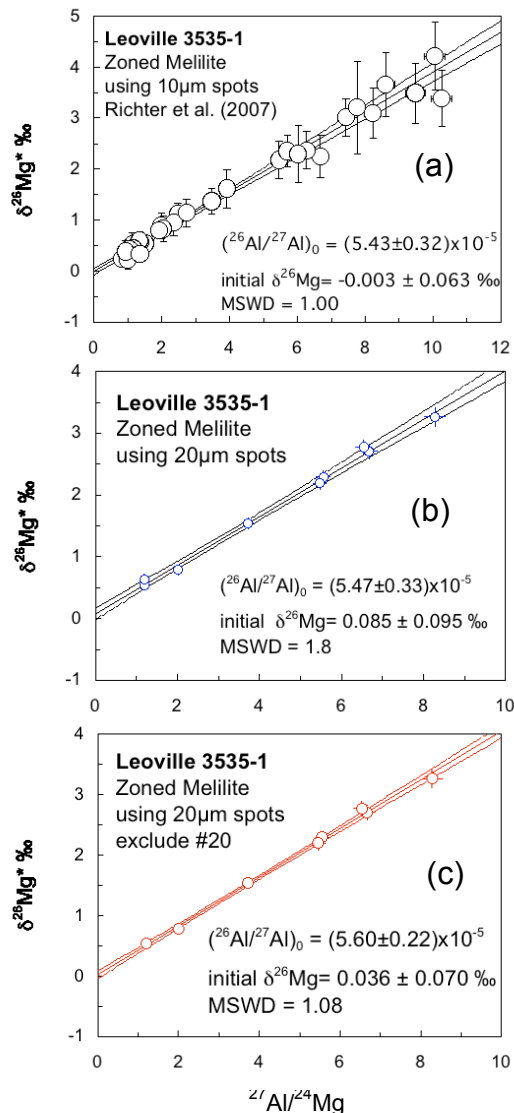 5
4
3
2
1
0
-1
δ²⁶Mg* ‰
Leoville 3535-1
Zoned Melilite
using 10μm spots
Richter et al. (2007)
(a)
(²⁶Al/²⁷Al)₀ = (5.43±0.32)x10⁻⁵
initial δ²⁶Mg= -0.003 ± 0.063 ‰
MSWD = 1.00
0 2 4 6 8 10 12
4
3
2
1
0
-1
δ²⁶Mg* ‰
Leoville 3535-1
Zoned Melilite
using 20μm spots
(b)
(²⁶Al/²⁷Al)₀ = (5.47±0.33)x10⁻⁵
initial δ²⁶Mg= 0.085 ± 0.095 ‰
MSWD = 1.8
0 2 4 6 8 10
4
3
2
1
0
-1
δ²⁶Mg* ‰
Leoville 3535-1
Zoned Melilite
using 20μm spots
exclude #20
(c)
(²⁶Al/²⁷Al)₀ = (5.60±0.22)x10⁻⁵
initial δ²⁶Mg= 0.036 ± 0.070 ‰
MSWD = 1.08
0 2 4 6 8 10
²⁷Al/²⁴Mg